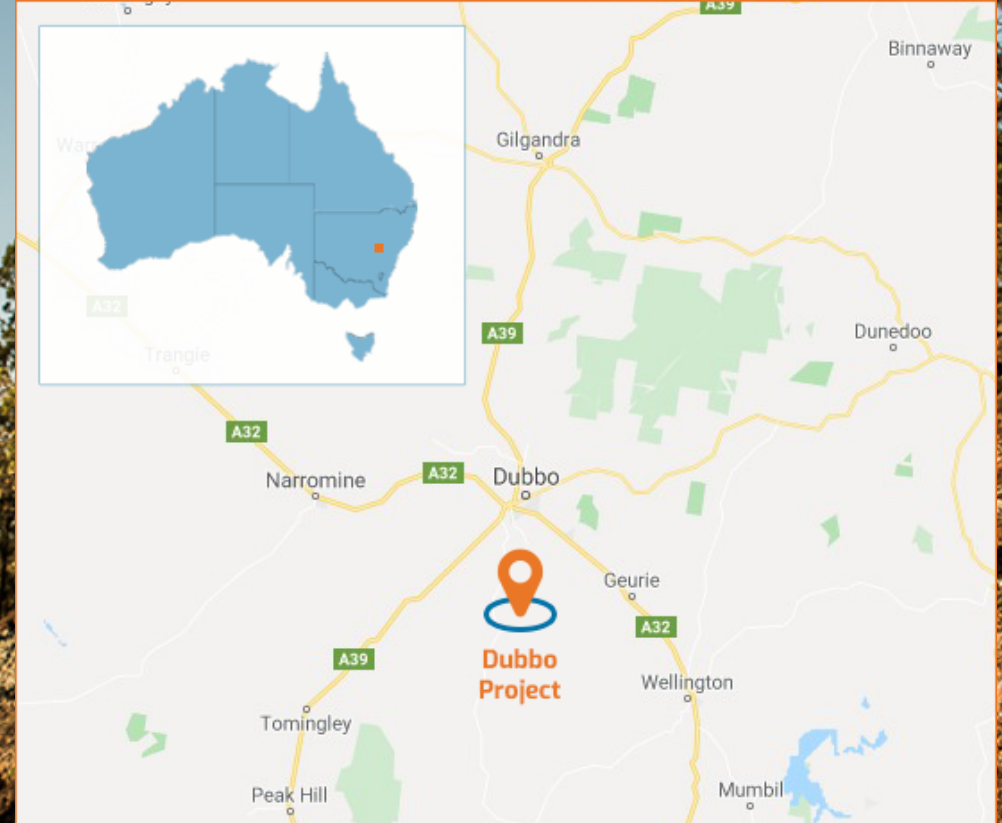 A39
Binnaway
Gilgandra
A32
Trangie
A39
Dunedoo
A32
Narromine
A32
Dubbo
Geurie
A32
Dubbo
Project
A39
Wellington
Tomingley
Peak Hill
Mumbil